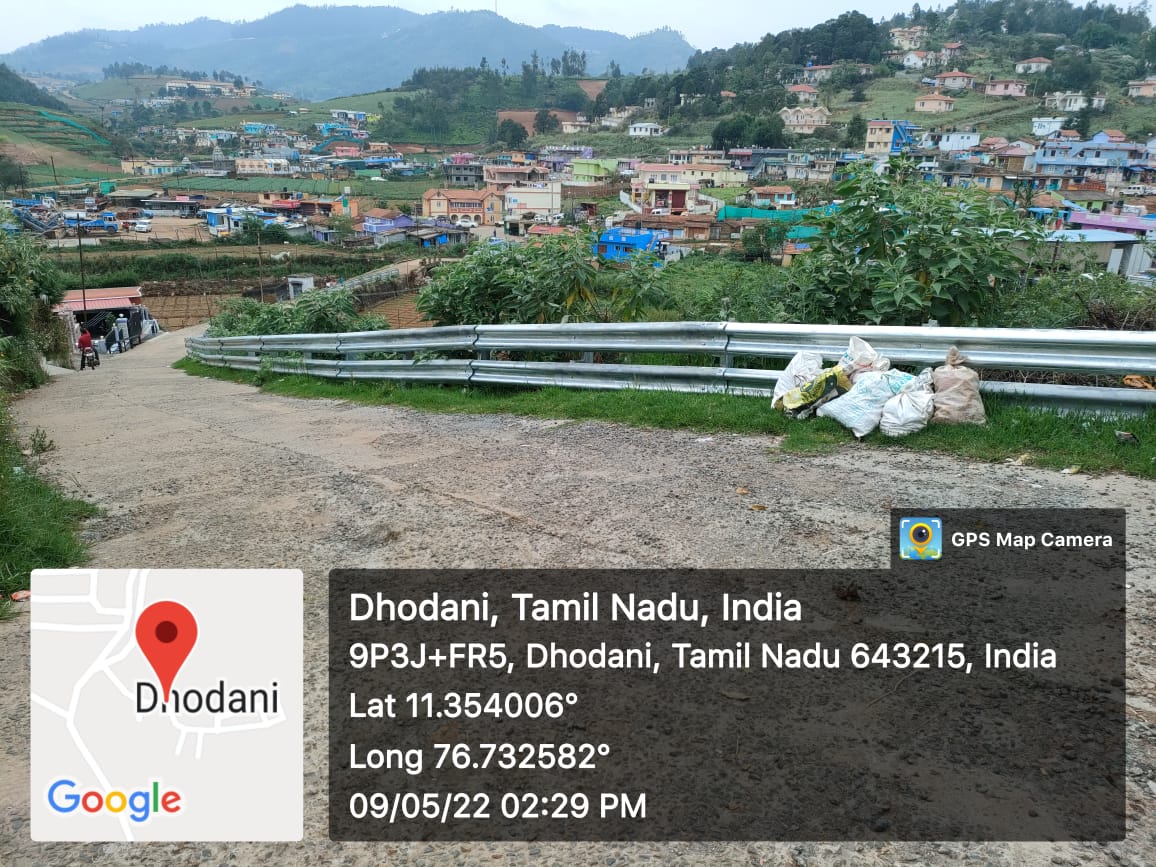 GPS Map Camera
Dhodani, Tamil Nadu, India
9P3J+FR5, Dhodani, Tamil Nadu 643215, India
Lat 11.354006°
Long 76.732582°
09/05/22 02:29 PM
Dhodani
Google